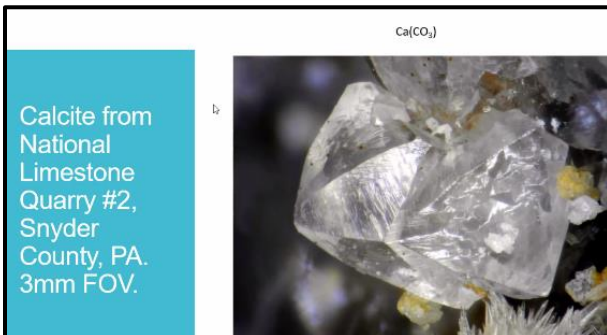 Ca(CO₃)
Calcite from
National
Limestone
Quarry #2,
Snyder
County, PA.
3mm FOV.